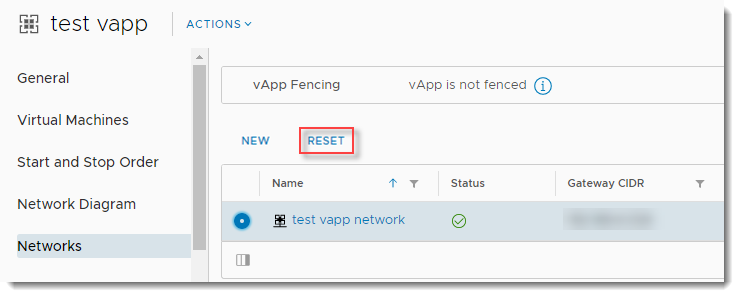 test vapp ACTIONS
General
Virtual Machines
Start and Stop Order
Network Diagram
Networks
vApp Fencing vApp is not fenced
NEW RESET
Name Status Gateway CIDR
test vapp network